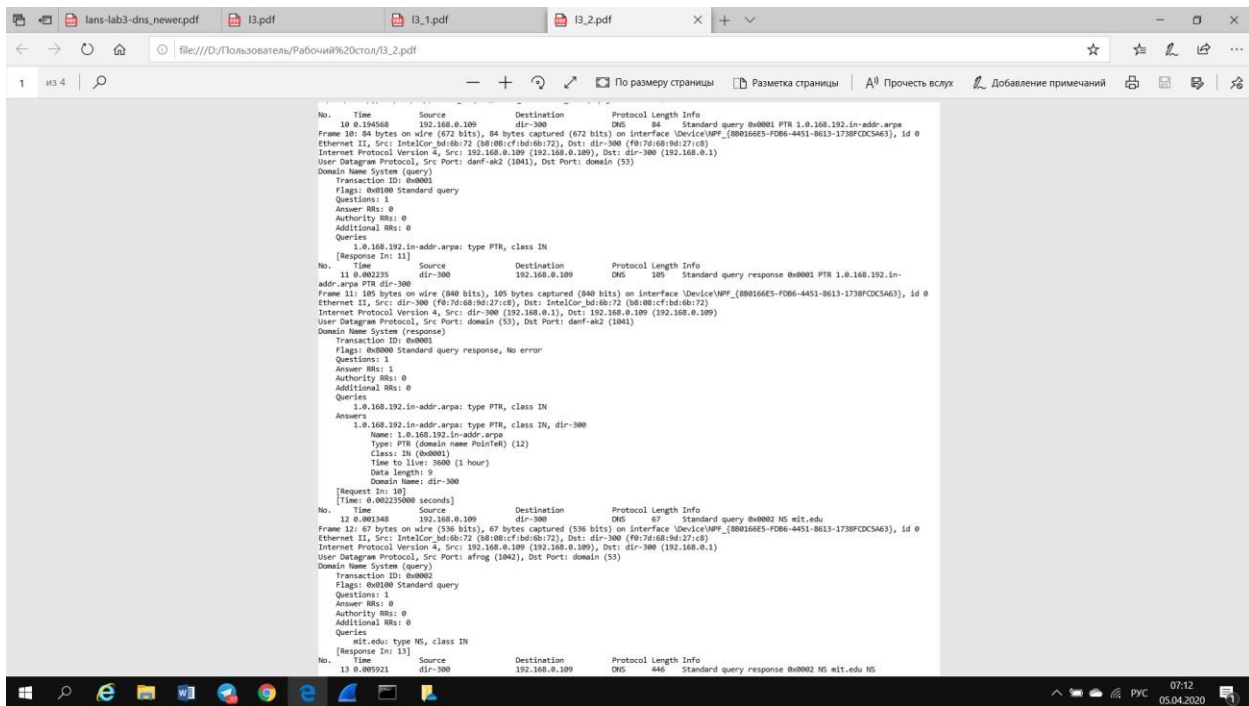 lans-lab3-dns_newer.pdf
l3.pdf
l3_1.pdf
l3_2.pdf
file:///D:/Пользователь/Рабочий%20стол/l3_2.pdf
1 из 4
По размеру страницы
Разметка страницы
Прочесть вслух
Добавление примечаний
No. Time Source Destination Protocol Length Info
10 0.194568 192.168.0.109 dir-300 DNS 84 Standard query 0x0001 PTR 1.0.168.192.in-addr.arpa
Frame 10: 84 bytes on wire (672 bits), 84 bytes captured (672 bits) on interface \Device\NPF_{8B0166E5-FDB6-4451-8613-1738FCDC5A63}, id 0
Ethernet II, Src: IntelCor_bd:6b:72 (b8:08:cf:bd:6b:72), Dst: dir-300 (f0:7d:68:9d:27:c8)
Internet Protocol Version 4, Src: 192.168.0.109 (192.168.0.109), Dst: dir-300 (192.168.0.1)
User Datagram Protocol, Src Port: danf-ak2 (1041), Dst Port: domain (53)
Domain Name System (query)
Transaction ID: 0x0001
Flags: 0x0100 Standard query
Questions: 1
Answer RRs: 0
Authority RRs: 0
Additional RRs: 0
Queries
1.0.168.192.in-addr.arpa: type PTR, class IN
[Response In: 11]
No. Time Source Destination Protocol Length Info
11 0.002235 dir-300 192.168.0.109 DNS 105 Standard query response 0x0001 PTR 1.0.168.192.in-
addr.arpa PTR dir-300
Frame 11: 105 bytes on wire (840 bits), 105 bytes captured (840 bits) on interface \Device\NPF_{8B0166E5-FDB6-4451-8613-1738FCDC5A63}, id 0
Ethernet II, Src: dir-300 (f0:7d:68:9d:27:c8), Dst: IntelCor_bd:6b:72 (b8:08:cf:bd:6b:72)
Internet Protocol Version 4, Src: dir-300 (192.168.0.1), Dst: 192.168.0.109 (192.168.0.109)
User Datagram Protocol, Src Port: domain (53), Dst Port: danf-ak2 (1041)
Domain Name System (response)
Transaction ID: 0x0001
Flags: 0x8000 Standard query response, No error
Questions: 1
Answer RRs: 1
Authority RRs: 0
Additional RRs: 0
Queries
1.0.168.192.in-addr.arpa: type PTR, class IN
Answers
1.0.168.192.in-addr.arpa: type PTR, class IN, dir-300
Name: 1.0.168.192.in-addr.arpa
Type: PTR (domain name PoinTeR) (12)
Class: IN (0x0001)
Time to live: 3600 (1 hour)
Data length: 9
Domain Name: dir-300
[Request In: 10]
[Time: 0.002235000 seconds]
No. Time Source Destination Protocol Length Info
12 0.001348 192.168.0.109 dir-300 DNS 67 Standard query 0x0002 NS mit.edu
Frame 12: 67 bytes on wire (536 bits), 67 bytes captured (536 bits) on interface \Device\NPF_{8B0166E5-FDB6-4451-8613-1738FCDC5A63}, id 0
Ethernet II, Src: IntelCor_bd:6b:72 (b8:08:cf:bd:6b:72), Dst: dir-300 (f0:7d:68:9d:27:c8)
Internet Protocol Version 4, Src: 192.168.0.109 (192.168.0.109), Dst: dir-300 (192.168.0.1)
User Datagram Protocol, Src Port: afrog (1042), Dst Port: domain (53)
Domain Name System (query)
Transaction ID: 0x0002
Flags: 0x0100 Standard query
Questions: 1
Answer RRs: 0
Authority RRs: 0
Additional RRs: 0
Queries
mit.edu: type NS, class IN
[Response In: 13]
No. Time Source Destination Protocol Length Info
13 0.005921 dir-300 192.168.0.109 DNS 446 Standard query response 0x0002 NS mit.edu NS
РУС
07:12
05.04.2020